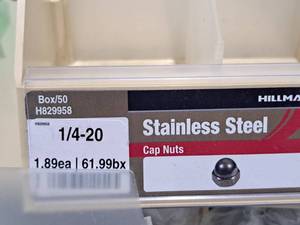 Box/50
H829958
HILLMA
1/4-20
Stainless Steel
1.89ea | 61.99bx
Cap Nuts